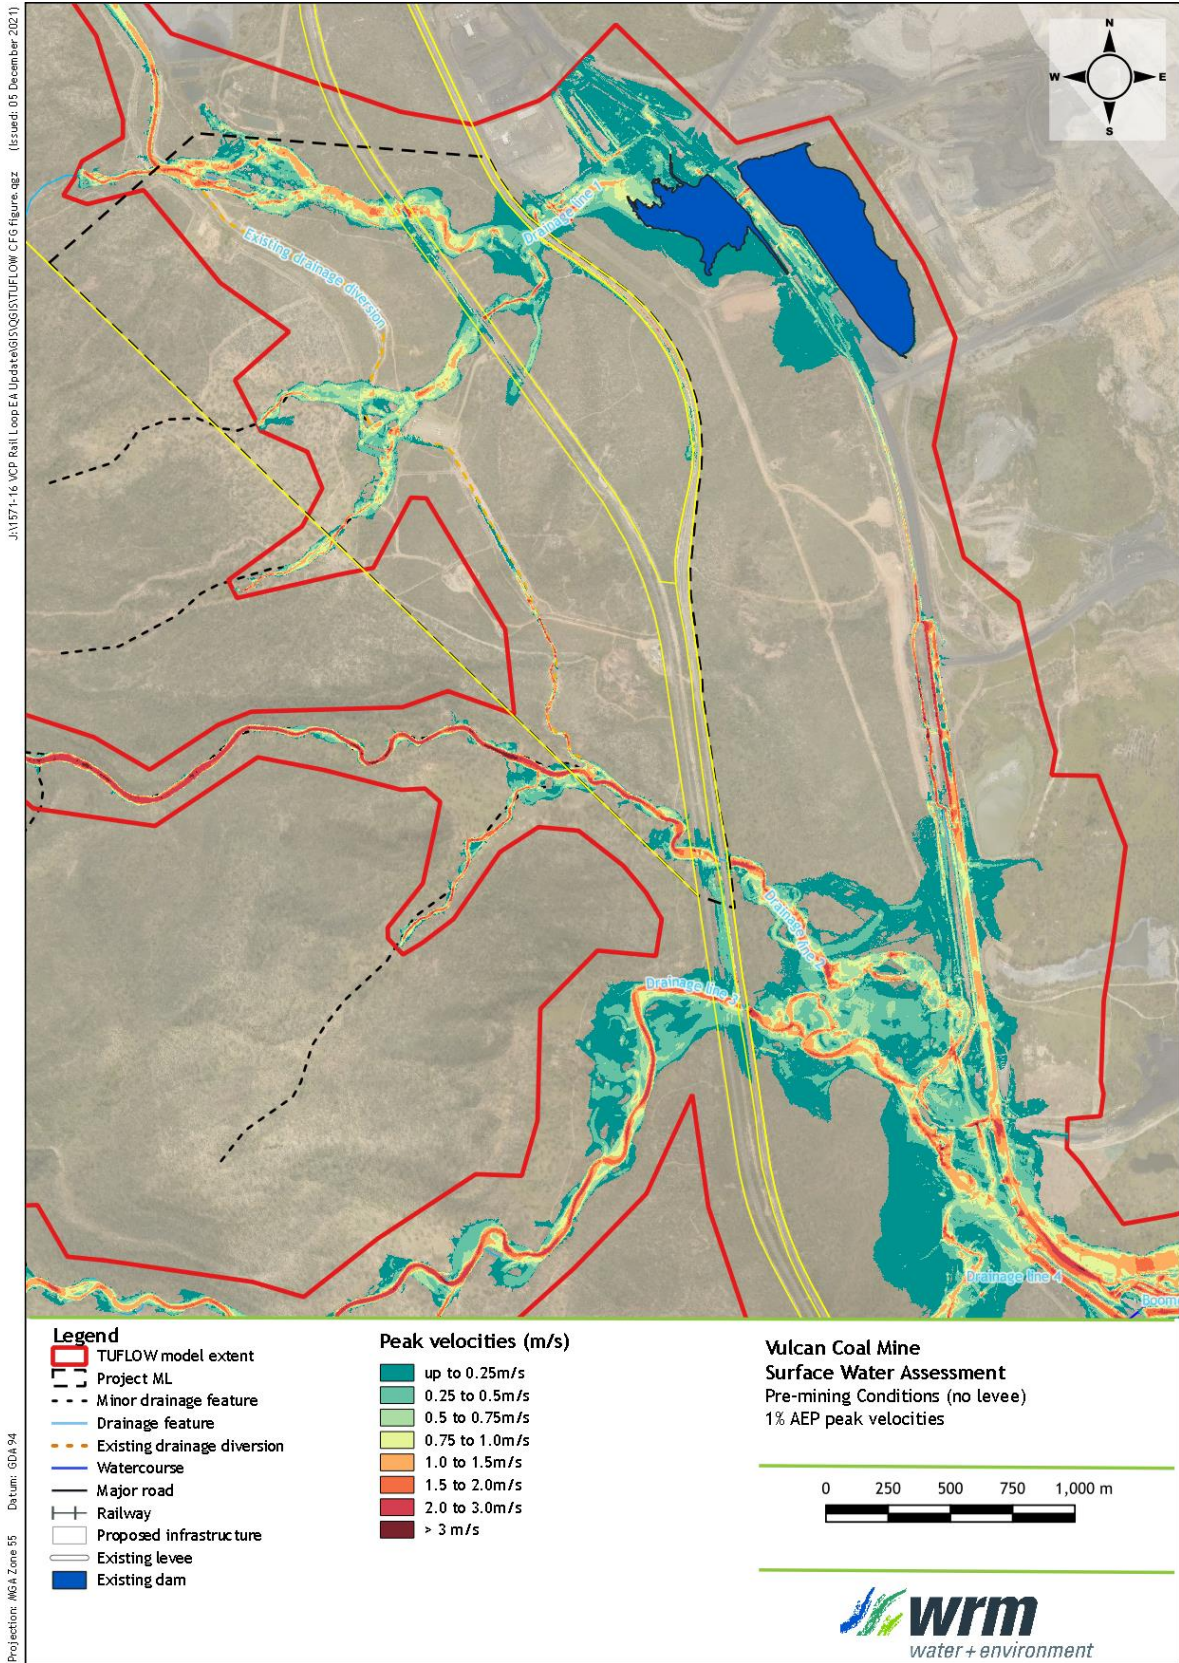 J:\1571-16 VCP Rail Loop EA Update\GIS\QGIS\TUFLOW CFG figure.qgz (Issued: 05 December 2021)
N
W
E
S
Drainage line 1
Existing drainage diversion
Drainage line 2
Drainage line 3
Drainage line 4
Boome
Legend
TUFLOW model extent
Project ML
Minor drainage feature
Drainage feature
Existing drainage diversion
Watercourse
Major road
Railway
Proposed infrastructure
Existing levee
Existing dam
Peak velocities (m/s)
up to 0.25m/s
0.25 to 0.5m/s
0.5 to 0.75m/s
0.75 to 1.0m/s
1.0 to 1.5m/s
1.5 to 2.0m/s
2.0 to 3.0m/s
> 3 m/s
Vulcan Coal Mine
Surface Water Assessment
Pre-mining Conditions (no levee)
1% AEP peak velocities
0 250 500 750 1,000 m
wrm
water + environment
Projection: MGA Zone 55 Datum: GDA 94